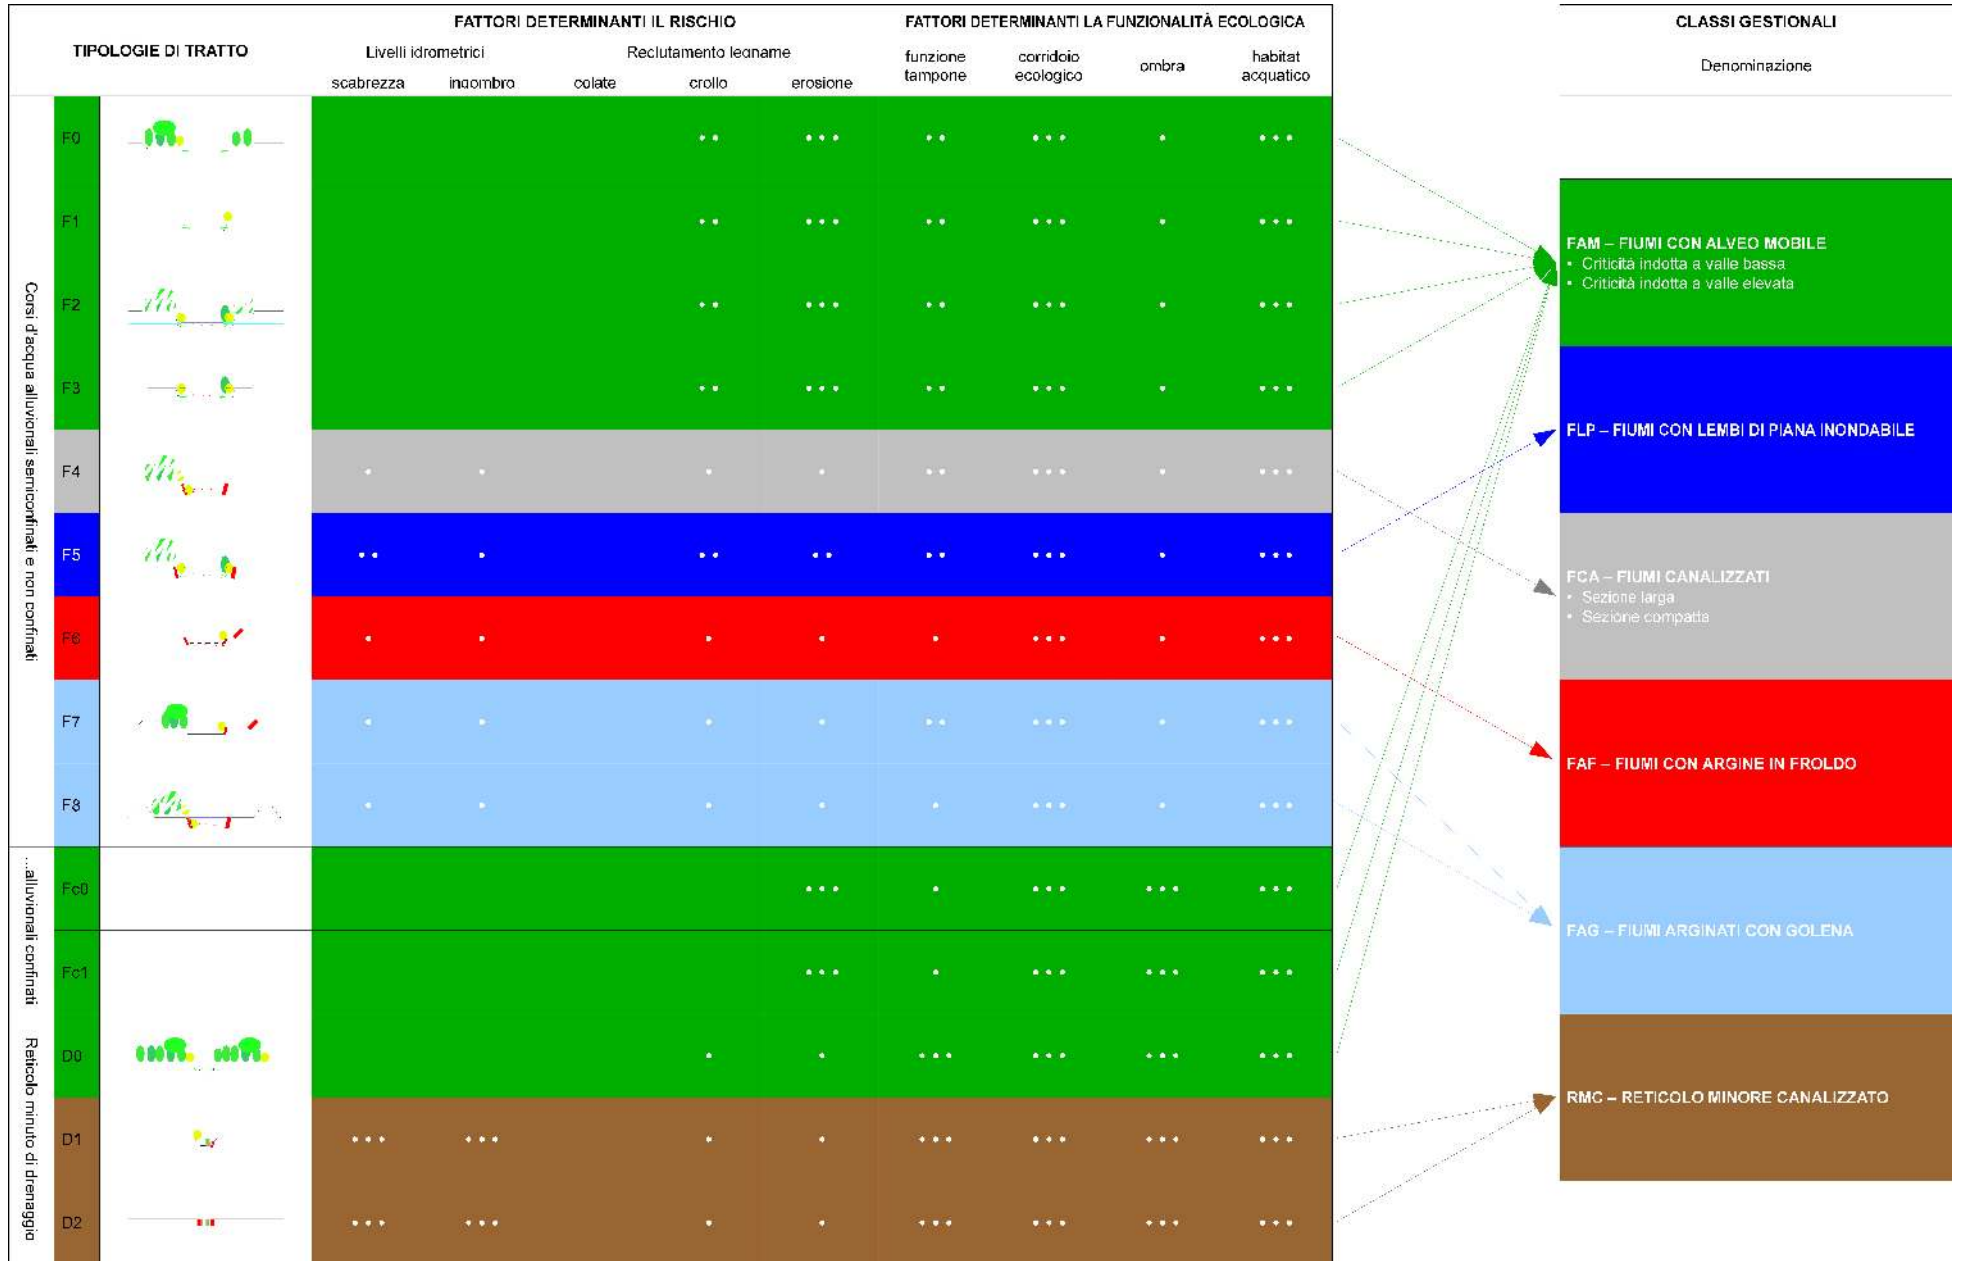 FATTORI DETERMINANTI IL RISCHIO
FATTORI DETERMINANTI LA FUNZIONALITÀ ECOLOGICA
CLASSI GESTIONALI
TIPOLOGIE DI TRATTO
Livelli idrometrici
Reclutamento legname
funzione tampone
corridoio ecologico
ombra
habitat acquatico
Denominazione
scabrezza
ingombro
colate
crollo
erosione
Corsi d'acqua alluvionali semiconfinati e non confinati
F0
F1
F2
F3
F4
F5
F6
F7
F8
...alluvionali confinati
Fc0
Fc1
Reticolo minuto di drenaggio
D0
D1
D2
FAM – FIUMI CON ALVEO MOBILE
• Criticità indotta a valle bassa
• Criticità indotta a valle elevata
FLP – FIUMI CON LEMBI DI PIANA INONDABILE
FCA – FIUMI CANALIZZATI
• Sezione larga
• Sezione compatta
FAF – FIUMI CON ARGINE IN FROLDO
FAG – FIUMI ARGINATI CON GOLENA
RMC – RETICOLO MINORE CANALIZZATO